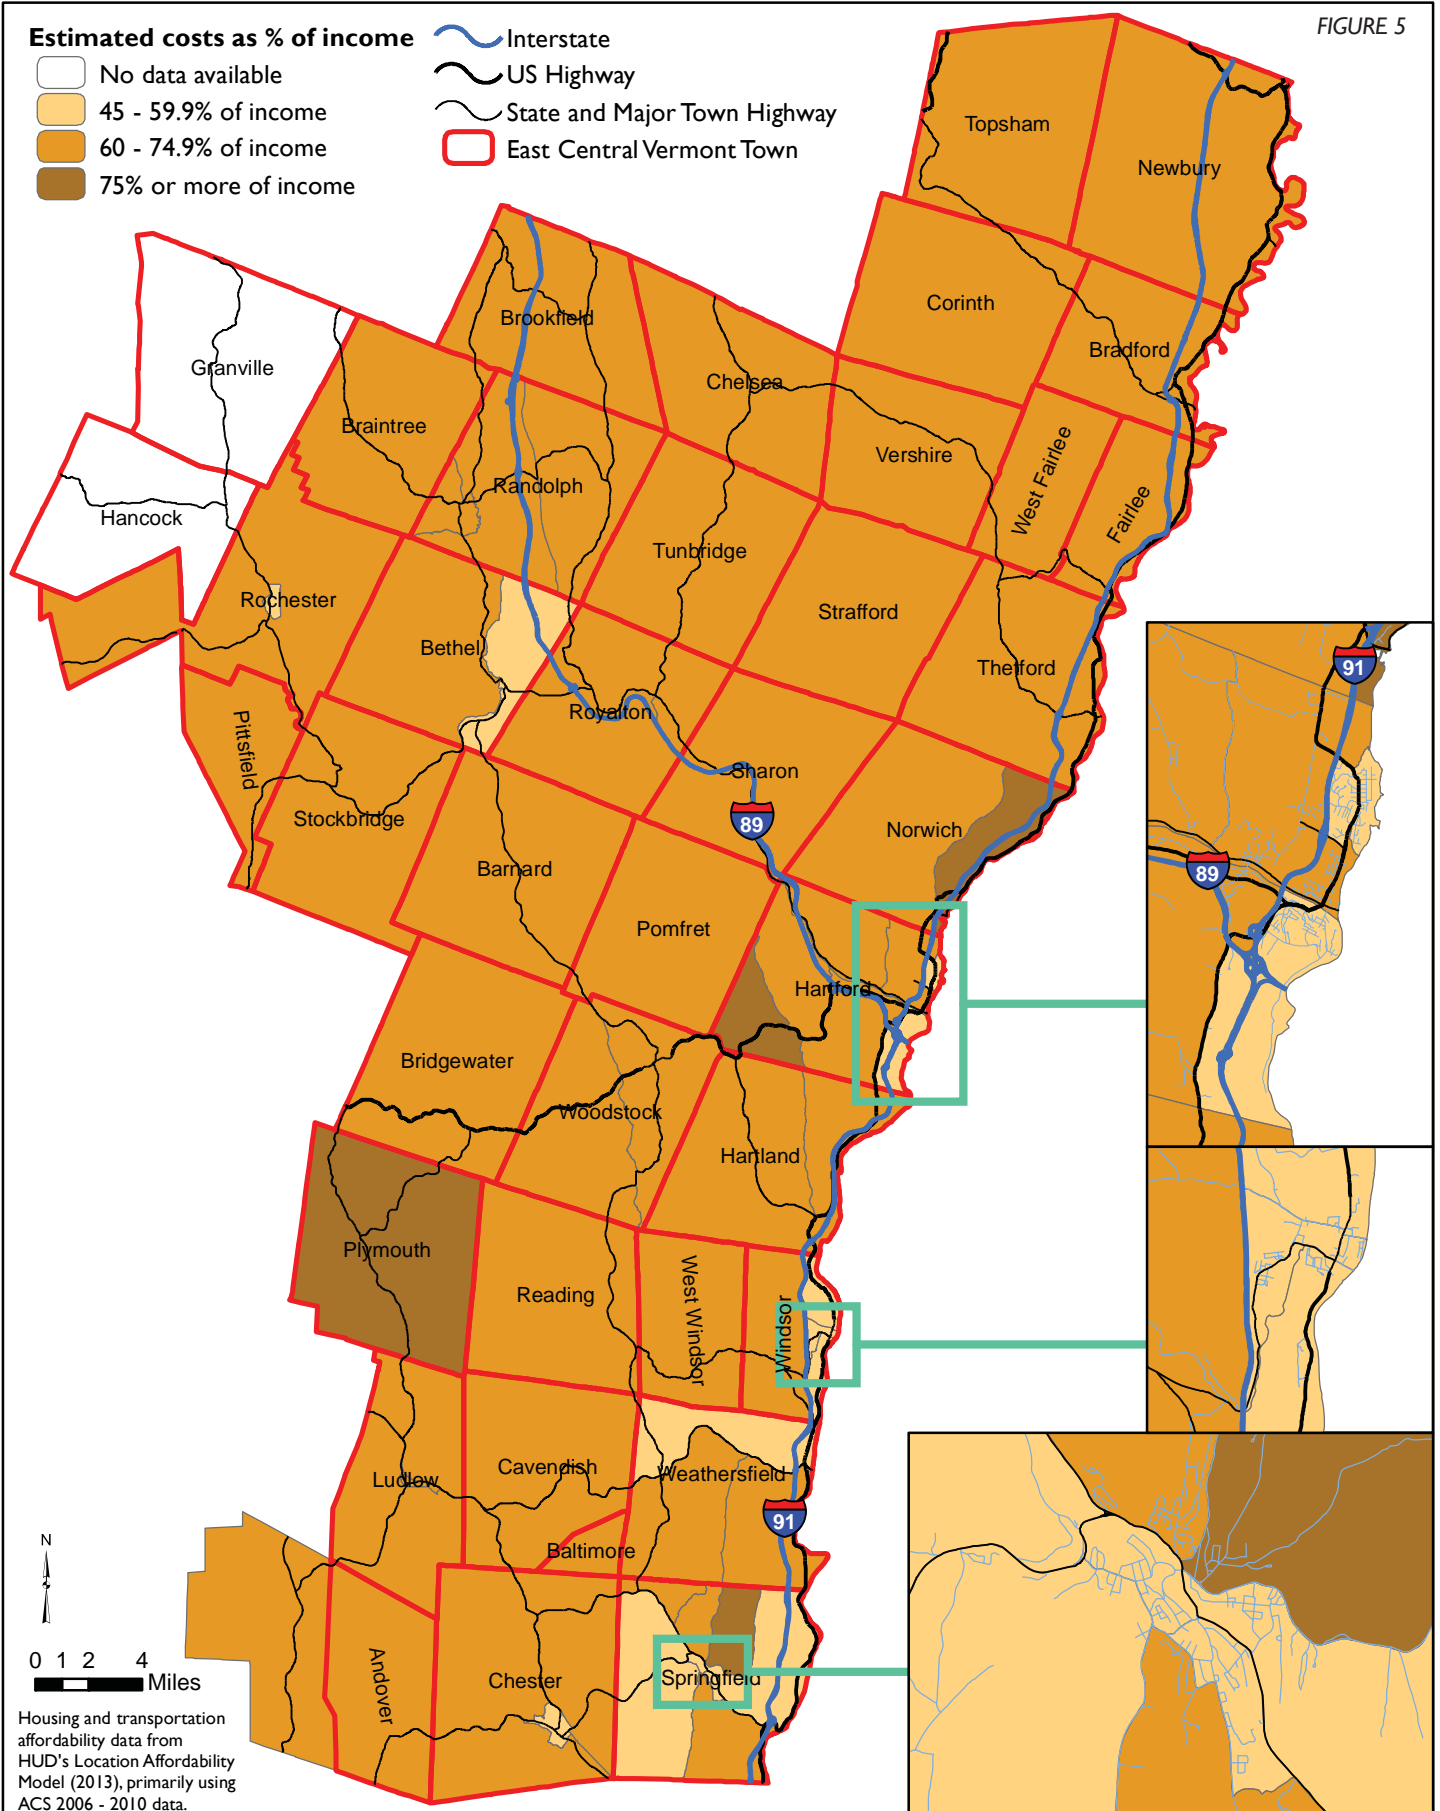 FIGURE 5
Estimated costs as % of income
No data available
45 - 59.9% of income
60 - 74.9% of income
75% or more of income
Interstate
US Highway
State and Major Town Highway
East Central Vermont Town
Topsham
Newbury
Corinth
Bradford
Brookfield
Granville
Chelsea
Braintree
Vershire
West Fairlee
Fairlee
Randolph
Hancock
Tunbridge
Rochester
Strafford
Bethel
Thetford
Royalton
Pittsfield
Sharon
Stockbridge
89
Norwich
Barnard
Pomfret
Hartford
Bridgewater
Woodstock
Hartland
Plymouth
Reading
West Windsor
Windsor
Ludlow
Cavendish
Weathersfield
91
Baltimore
Andover
Chester
Springfield
91
89
N
0 1 2 4
Miles
Housing and transportation
affordability data from
HUD's Location Affordability
Model (2013), primarily using
ACS 2006 - 2010 data.